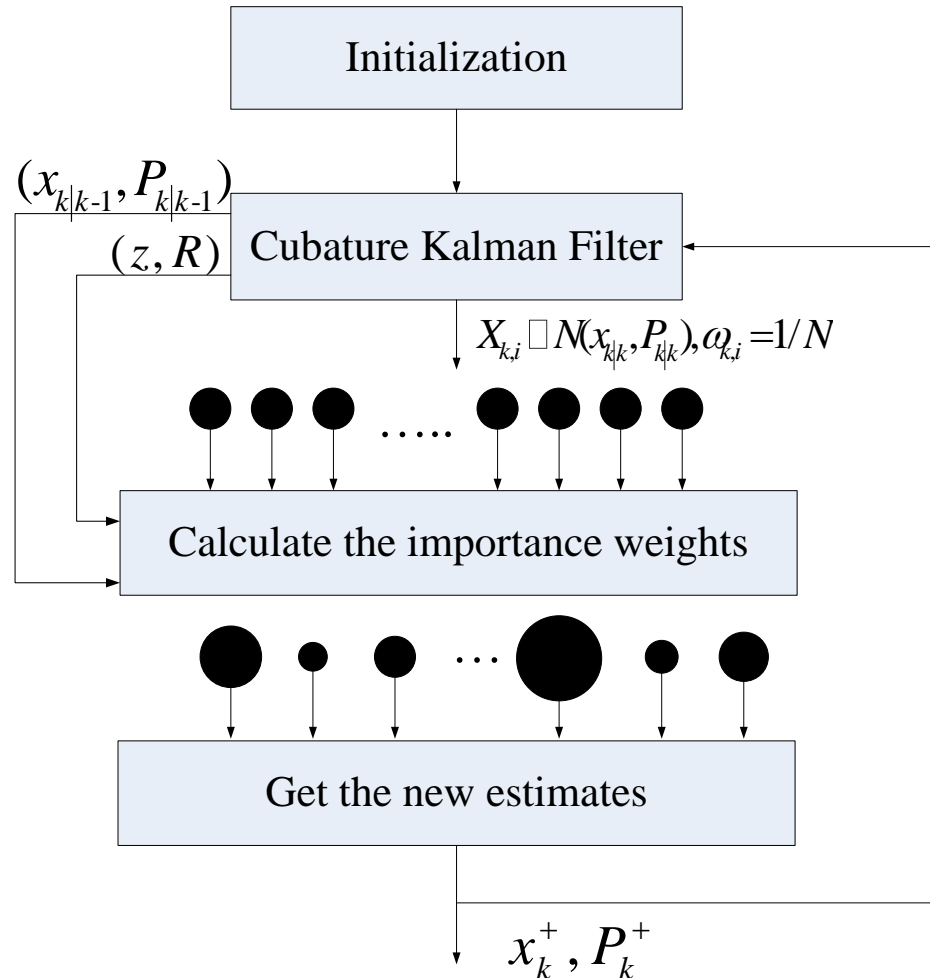 Initialization
(x_{k|k-1}, P_{k|k-1})
Cubature Kalman Filter
(z, R)
X_{k,i} □ N(x_{k|k}, P_{k|k}), ω_{k,i} = 1/N
.....
Calculate the importance weights
...
Get the new estimates
x_k^+, P_k^+